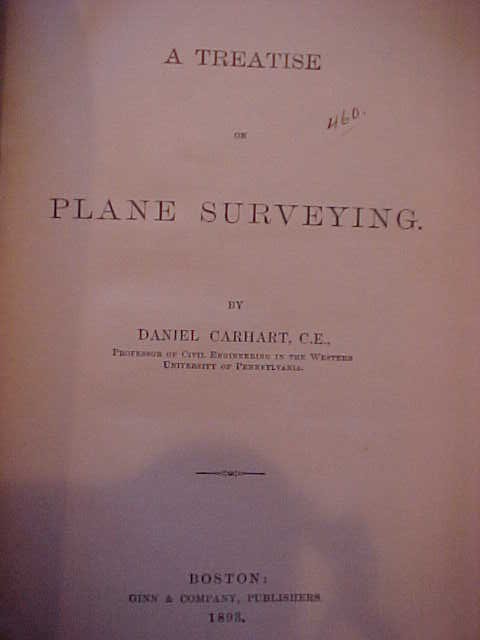 A TREATISE
460.
ON
PLANE SURVEYING.
BY
DANIEL CARHART, C.E.,
PROFESSOR OF CIVIL ENGINEERING IN THE WESTERN
UNIVERSITY OF PENNSYLVANIA.
BOSTON:
GINN & COMPANY, PUBLISHERS.
1893.